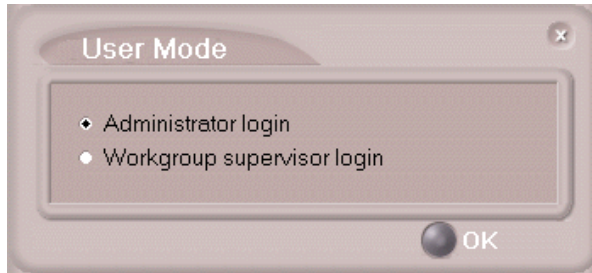 User Mode
x
Administrator login
Workgroup supervisor login
OK